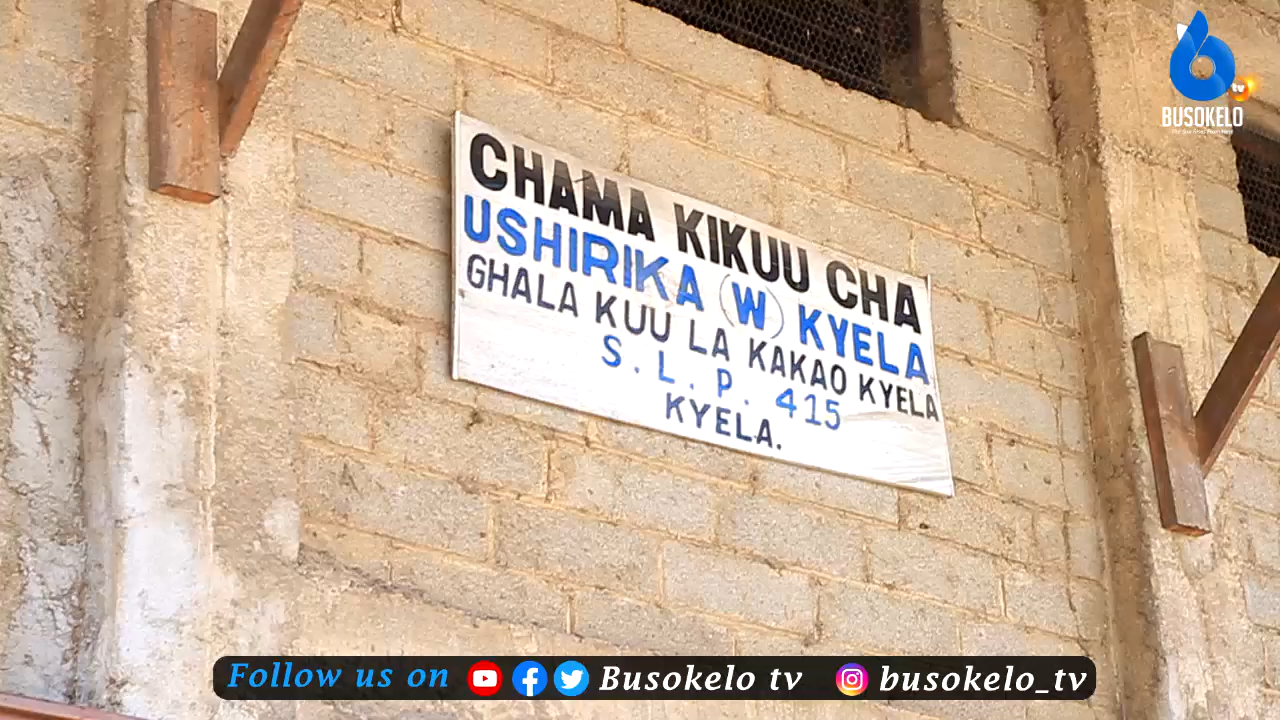 CHAMA KIKUU CHA
USHIRIKA (W) KYELA
GHALA KUU LA KAKAO KYELA
S.L.P. 415
KYELA.
tv
BUSOKELO
Follow us on Busokelo tv busokelo_tv